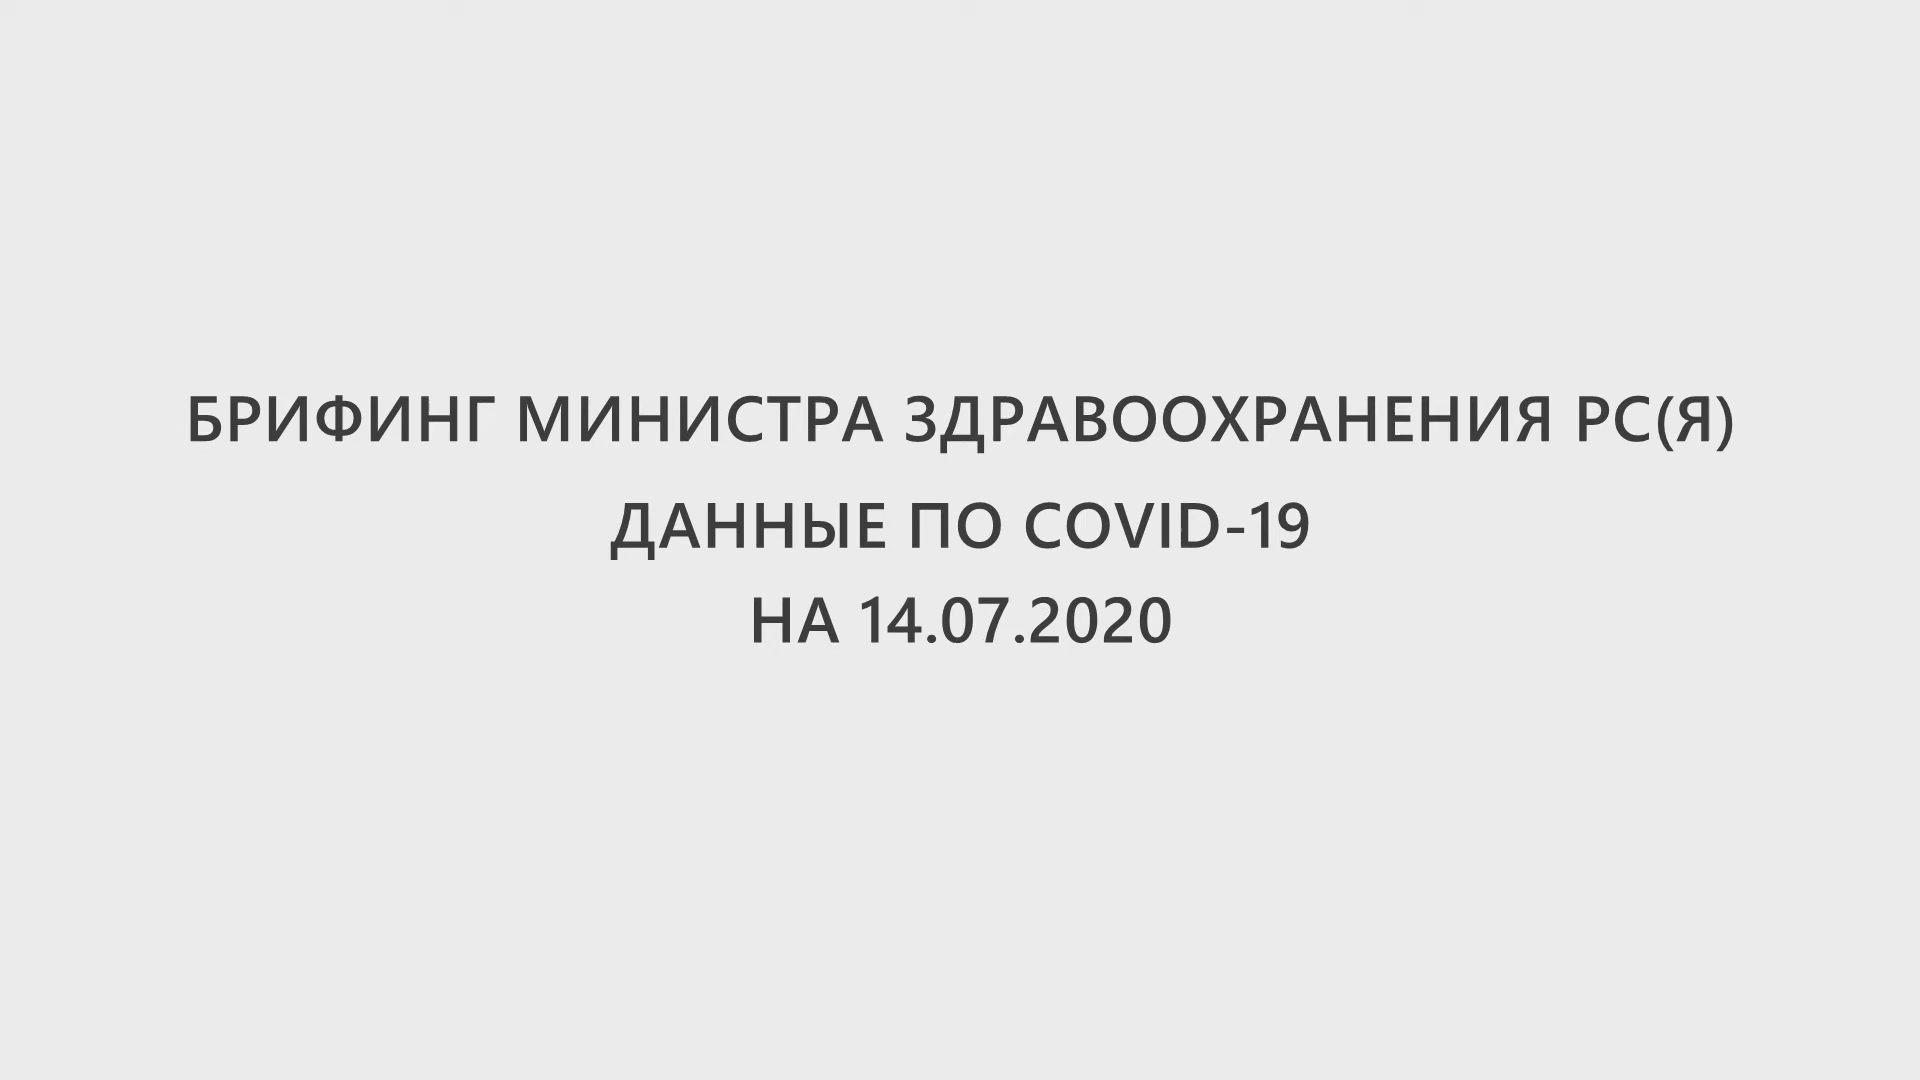 БРИФИНГ МИНИСТРА ЗДРАВООХРАНЕНИЯ РС(Я)
ДАННЫЕ ПО COVID-19
НА 14.07.2020